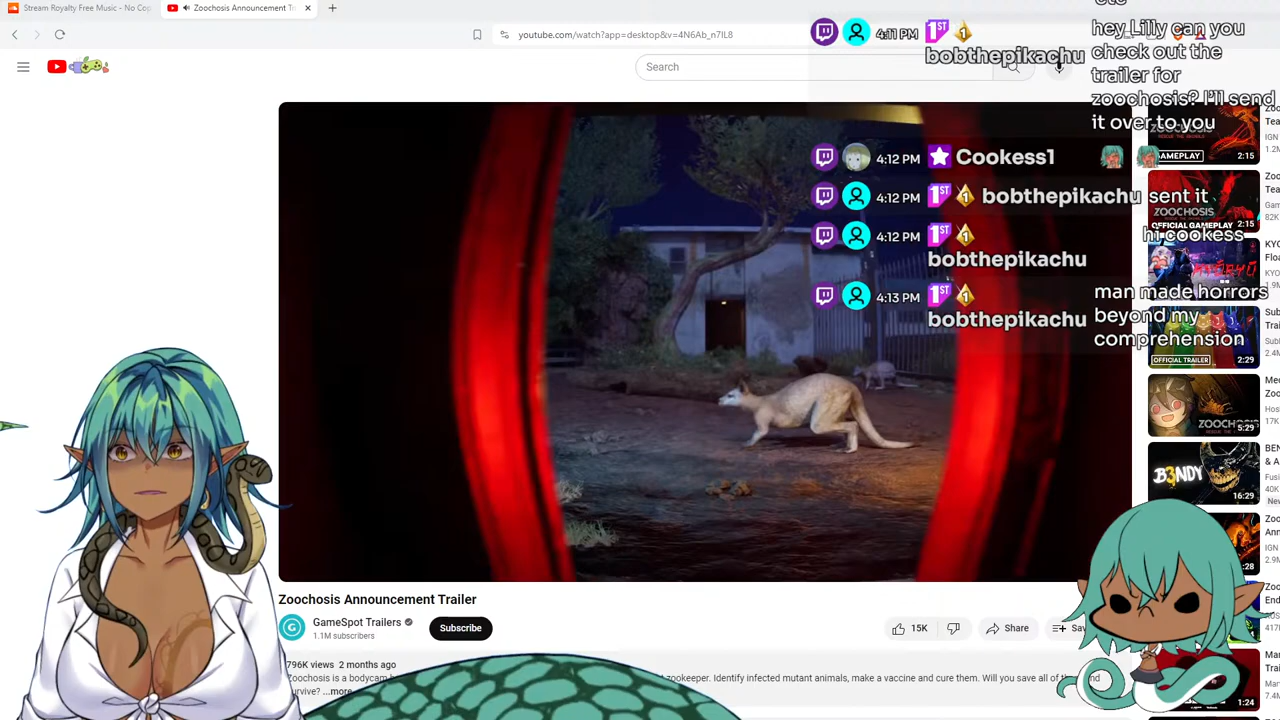 Stream Royalty Free Music - No Cop
Zoochosis Announcement Tr
youtube.com/watch?app=desktop&v=4N6Ab_n7IL8
Search
4:11 PM bobthepikachu
hey Lilly can you
check out the
trailer for
zoochosis? I'll send
it over to you
4:12 PM Cookess1
4:12 PM bobthepikachu sent it
4:12 PM bobthepikachu
hi cookess
4:13 PM bobthepikachu
man made horrors
beyond my
comprehension
GAMEPLAY
2:15
ZOOCHOSIS
OFFICIAL GAMEPLAY
2:15
OFFICIAL TRAILER
2:29
ZOOCHOSIS
5:29
B3NDY
16:29
:28
1:24
Zoochosis Announcement Trailer
GameSpot Trailers
1.1M subscribers
Subscribe
15K
Share
796K views 2 months ago
Zoochosis is a bodycam
zookeeper. Identify infected mutant animals, make a vaccine and cure them. Will you save all of
survive? ...more